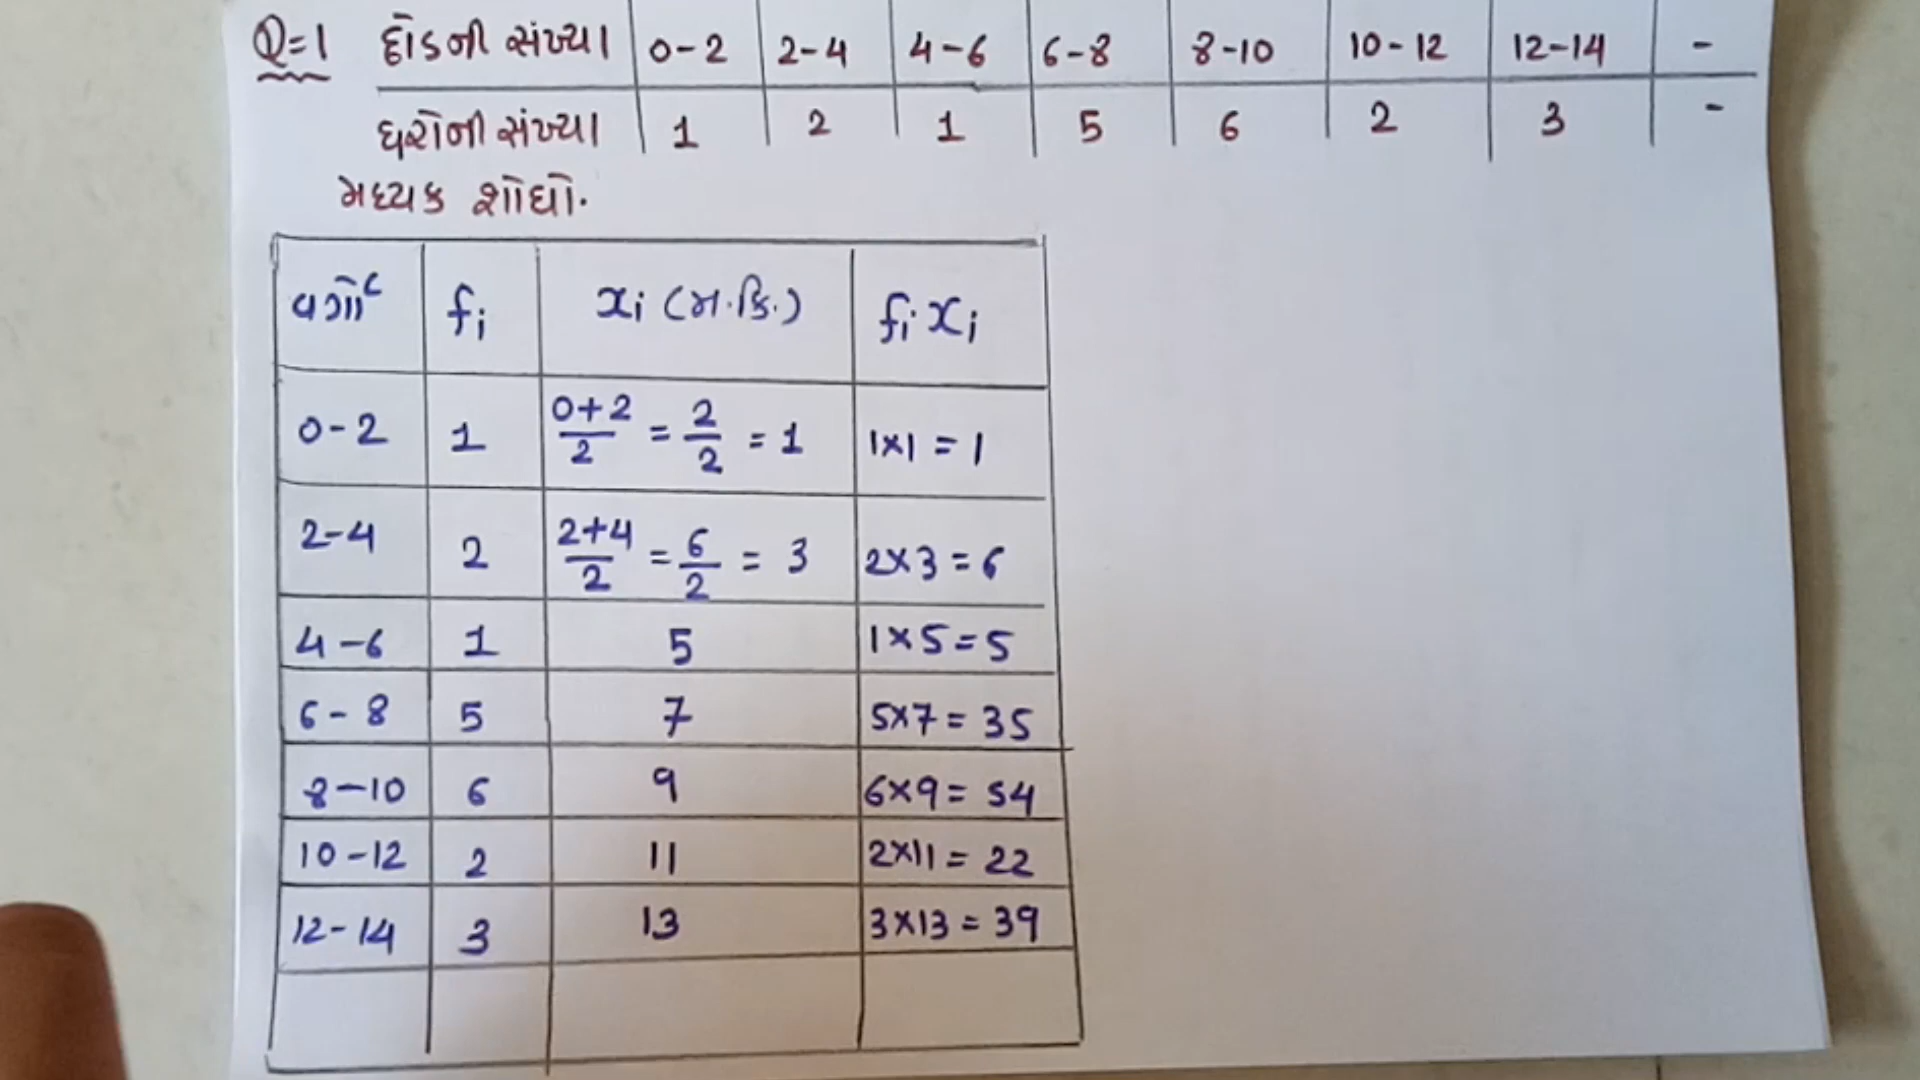 Q=1 છોડની સંખ્યા 0-2 2-4 4-6 6-8 8-10 10-12 12-14 -
ઘરોની સંખ્યા 1 2 1 5 6 2 3 -
મધ્યક શોધો.
વર્ગો fi xi (મ.કિ.) fi xi
0-2 1 0+2/2 = 2/2 = 1 1×1 = 1
2-4 2 2+4/2 = 6/2 = 3 2×3 = 6
4-6 1 5 1×5 = 5
6-8 5 7 5×7 = 35
8-10 6 9 6×9 = 54
10-12 2 11 2×11 = 22
12-14 3 13 3×13 = 39